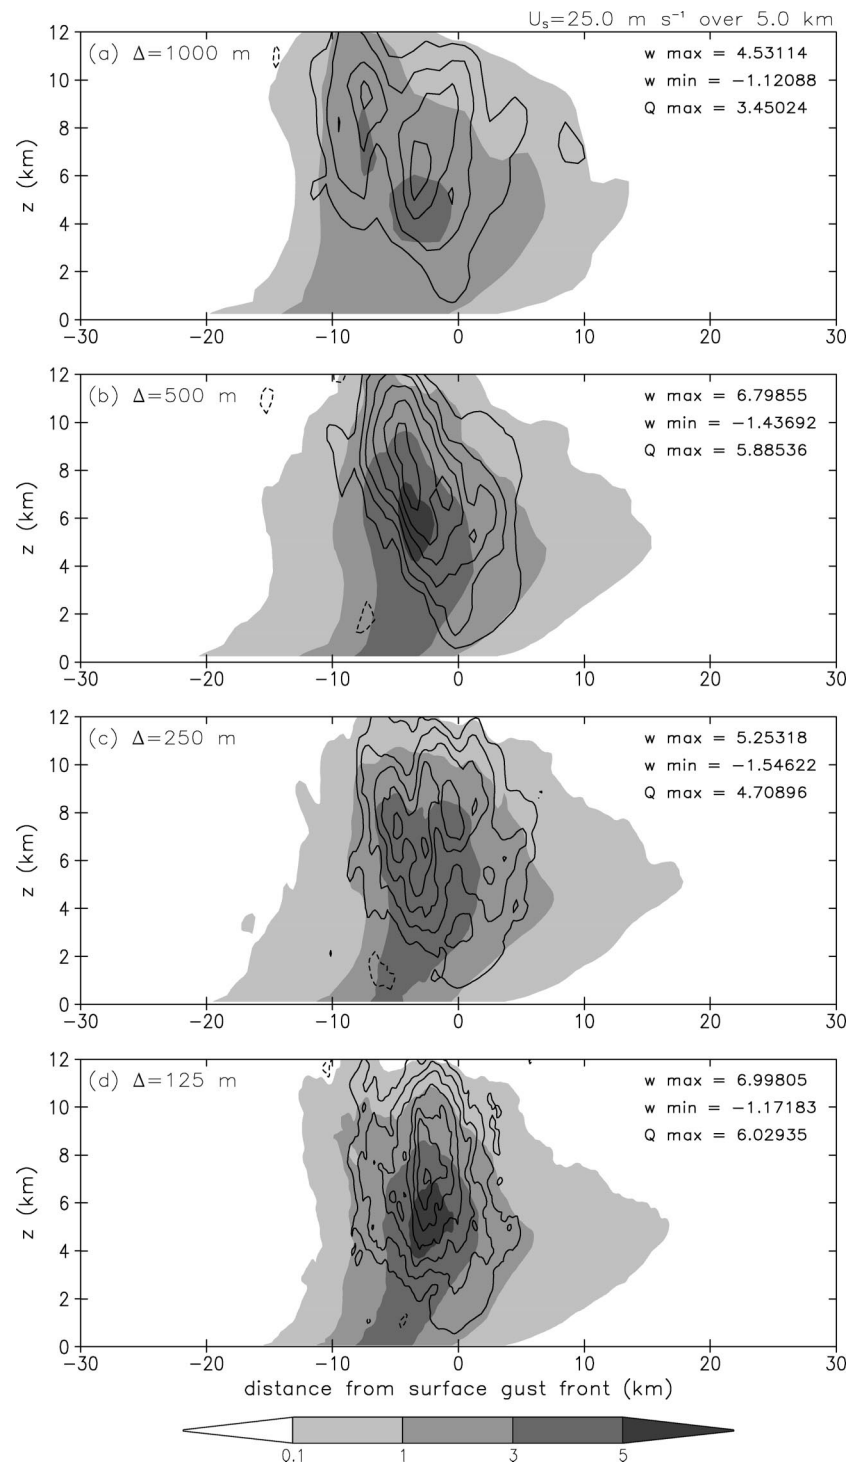 Uₛ=25.0 m s⁻¹ over 5.0 km
(a) Δ=1000 m
w max = 4.53114
w min = −1.12088
Q max = 3.45024
z (km)
12
10
8
6
4
2
0
−30 −20 −10 0 10 20 30
(b) Δ=500 m
w max = 6.79855
w min = −1.43692
Q max = 5.88536
z (km)
12
10
8
6
4
2
0
−30 −20 −10 0 10 20 30
(c) Δ=250 m
w max = 5.25318
w min = −1.54622
Q max = 4.70896
z (km)
12
10
8
6
4
2
0
−30 −20 −10 0 10 20 30
(d) Δ=125 m
w max = 6.99805
w min = −1.17183
Q max = 6.02935
z (km)
12
10
8
6
4
2
0
−30 −20 −10 0 10 20 30
distance from surface gust front (km)
0.1 1 3 5